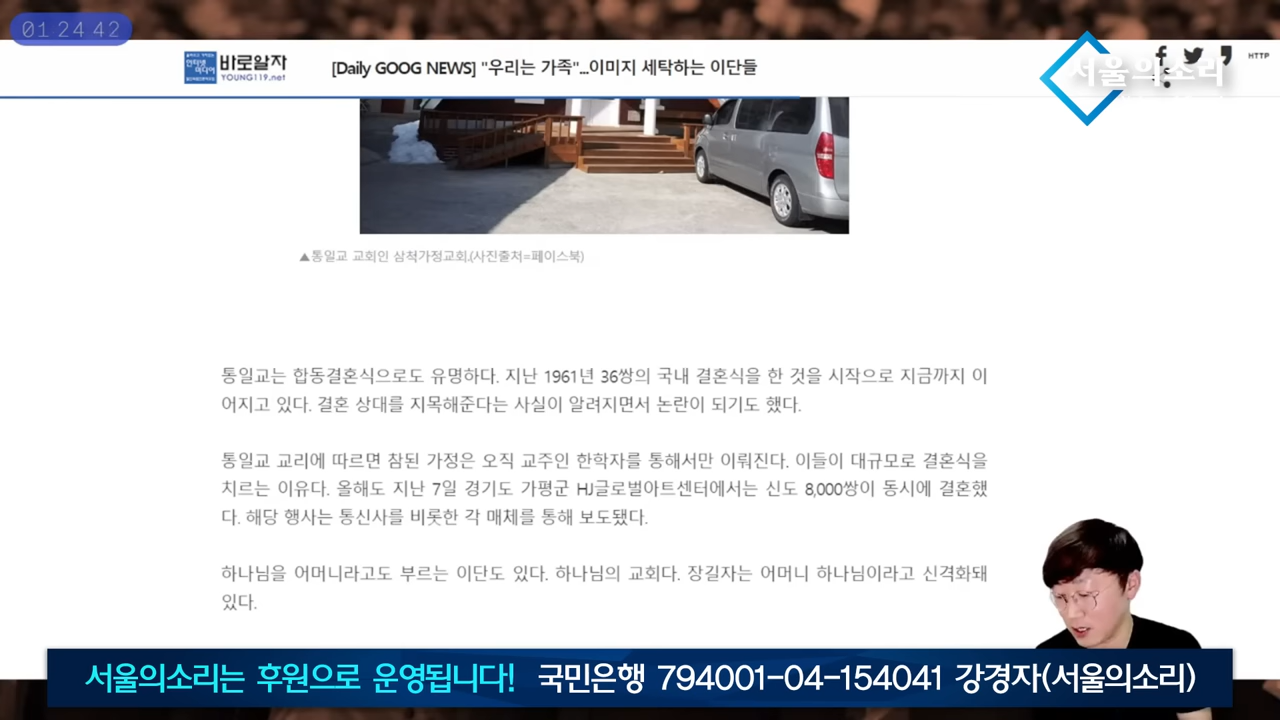 01 24 42
바로알자
YOUNG119.net
[Daily GOOG NEWS] "우리는 가족"...이미지 세탁하는 이단들
HTTP
서울의소리
▲통일교 교회인 삼척가정교회.(사진출처=페이스북)
통일교는 합동결혼식으로도 유명하다. 지난 1961년 36쌍의 국내 결혼식을 한 것을 시작으로 지금까지 이
어지고 있다. 결혼 상대를 지목해준다는 사실이 알려지면서 논란이 되기도 했다.
통일교 교리에 따르면 참된 가정은 오직 교주인 한학자를 통해서만 이뤄진다. 이들이 대규모로 결혼식을
치르는 이유다. 올해도 지난 7일 경기도 가평군 HJ글로벌아트센터에서는 신도 8,000쌍이 동시에 결혼했
다. 해당 행사는 통신사를 비롯한 각 매체를 통해 보도됐다.
하나님을 어머니라고도 부르는 이단도 있다. 하나님의 교회다. 장길자는 어머니 하나님이라고 신격화돼
있다.
서울의소리는 후원으로 운영됩니다! 국민은행 794001-04-154041 강경자(서울의소리)